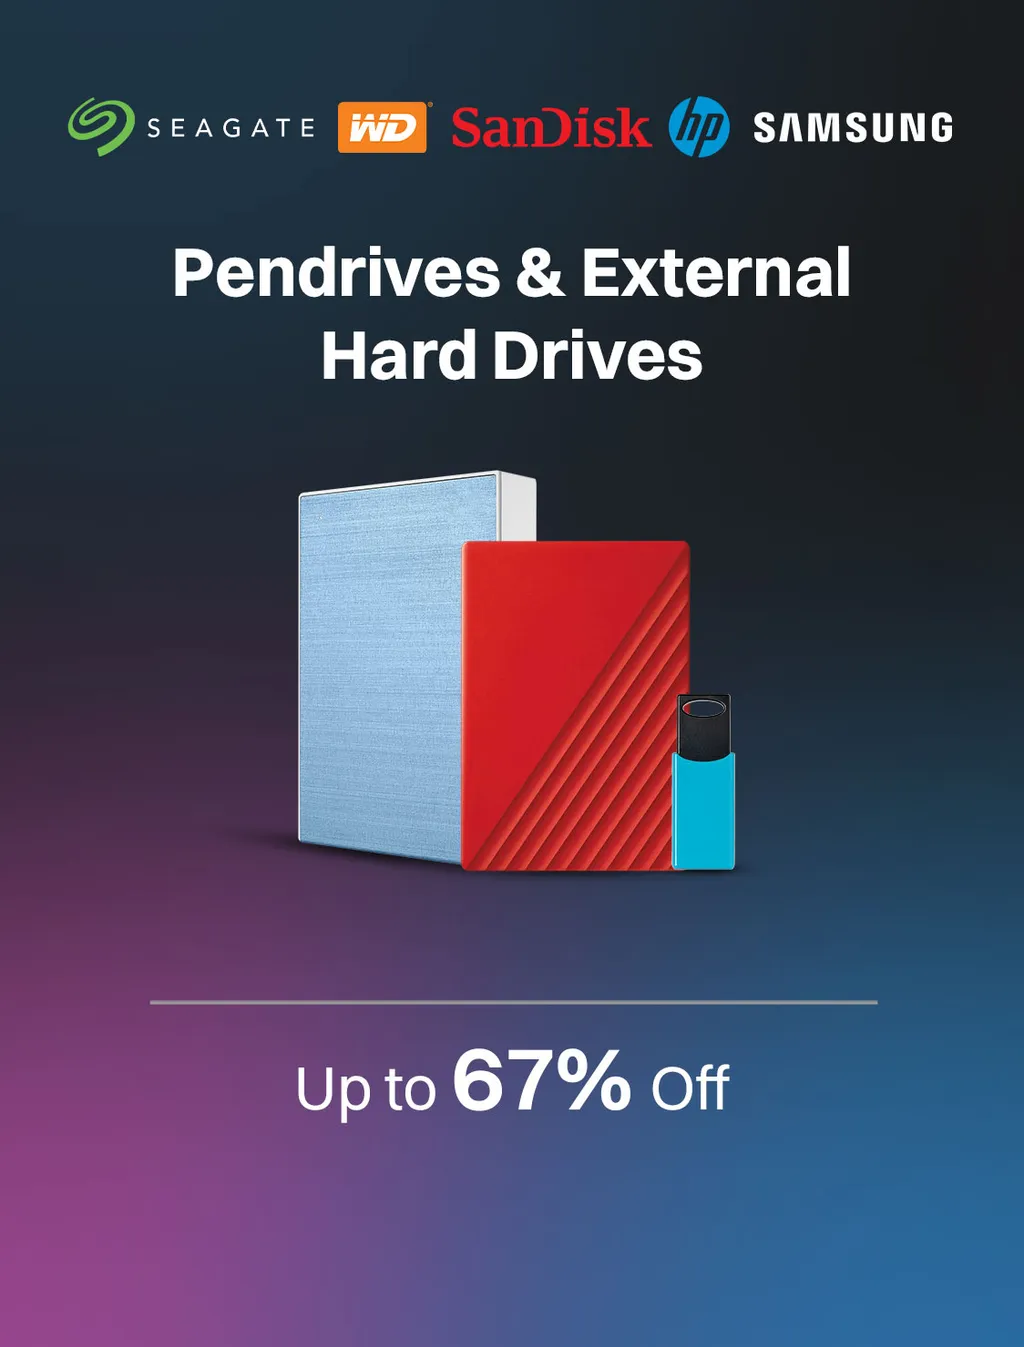 SEAGATE WD SanDisk hp SAMSUNG
Pendrives & External
Hard Drives
Up to 67% Off